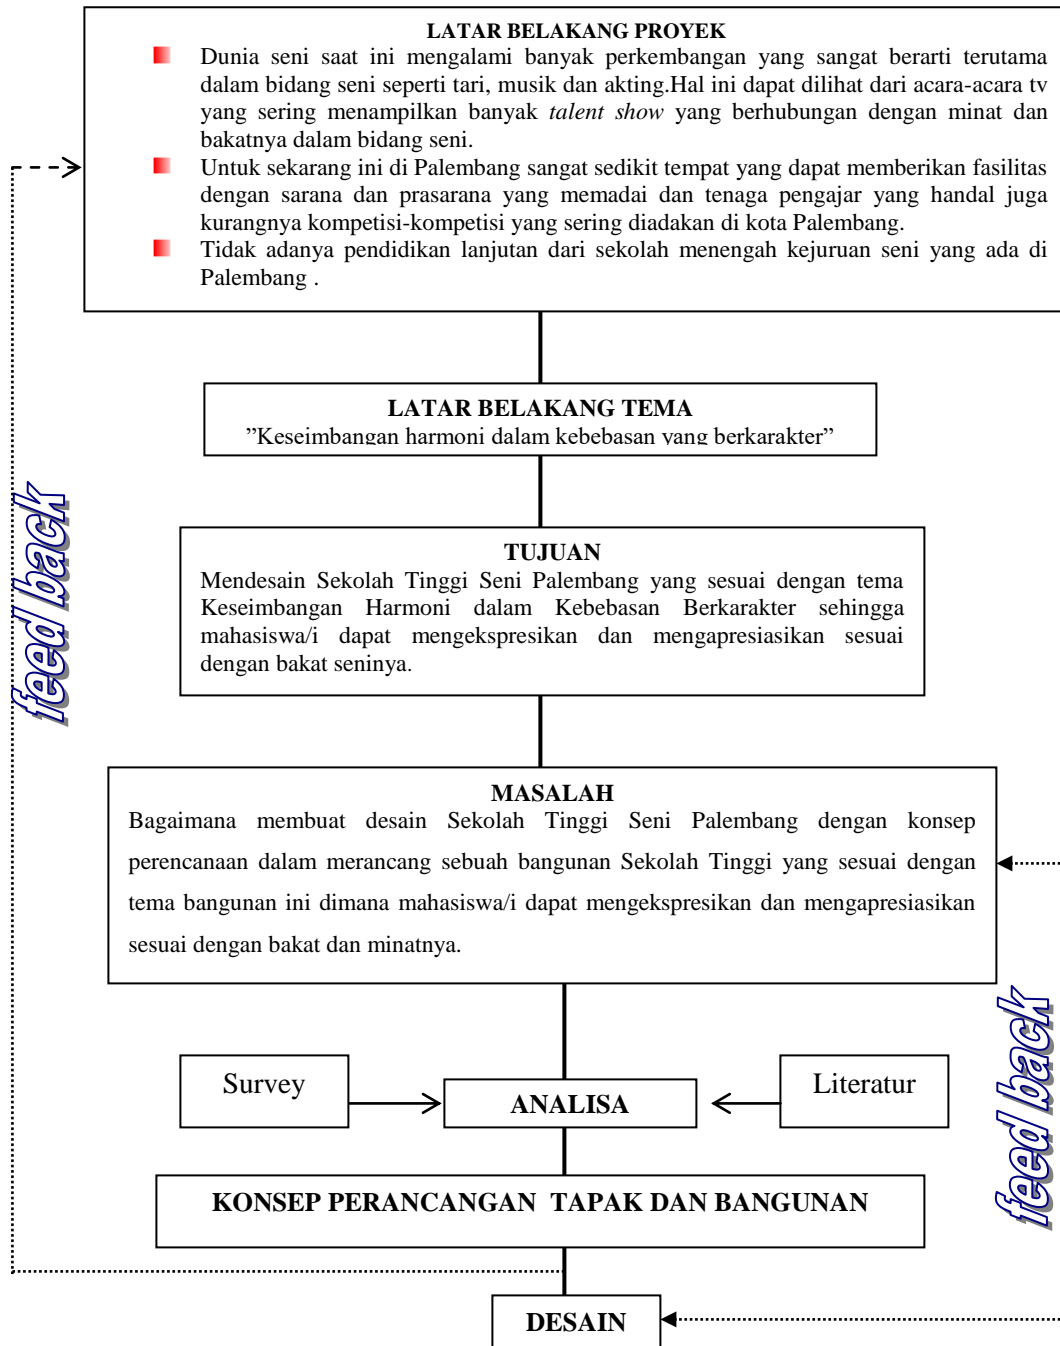 LATAR BELAKANG PROYEK
Dunia seni saat ini mengalami banyak perkembangan yang sangat berarti terutama
dalam bidang seni seperti tari, musik dan akting.Hal ini dapat dilihat dari acara-acara tv
yang sering menampilkan banyak talent show yang berhubungan dengan minat dan
bakatnya dalam bidang seni.
Untuk sekarang ini di Palembang sangat sedikit tempat yang dapat memberikan fasilitas
dengan sarana dan prasarana yang memadai dan tenaga pengajar yang handal juga
kurangnya kompetisi-kompetisi yang sering diadakan di kota Palembang.
Tidak adanya pendidikan lanjutan dari sekolah menengah kejuruan seni yang ada di
Palembang .
LATAR BELAKANG TEMA
”Keseimbangan harmoni dalam kebebasan yang berkarakter”
feed back
TUJUAN
Mendesain Sekolah Tinggi Seni Palembang yang sesuai dengan tema
Keseimbangan Harmoni dalam Kebebasan Berkarakter sehingga
mahasiswa/i dapat mengekspresikan dan mengapresiasikan sesuai
dengan bakat seninya.
MASALAH
Bagaimana membuat desain Sekolah Tinggi Seni Palembang dengan konsep
perencanaan dalam merancang sebuah bangunan Sekolah Tinggi yang sesuai dengan
tema bangunan ini dimana mahasiswa/i dapat mengekspresikan dan mengapresiasikan
sesuai dengan bakat dan minatnya.
feed back
Survey
ANALISA
Literatur
KONSEP PERANCANGAN  TAPAK DAN BANGUNAN
DESAIN